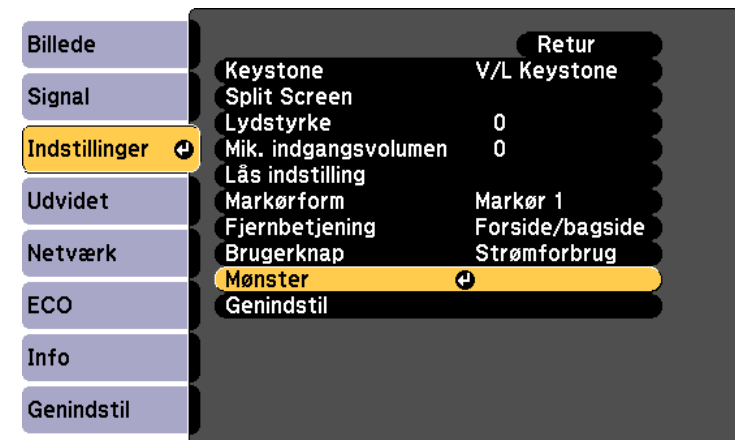 Billede
Signal
Indstillinger
Udvidet
Netværk
ECO
Info
Genindstil
Retur
Keystone V/L Keystone
Split Screen
Lydstyrke 0
Mik. indgangsvolumen 0
Lås indstilling
Markørform Markør 1
Fjernbetjening Forside/bagside
Brugerknap Strømforbrug
Mønster
Genindstil